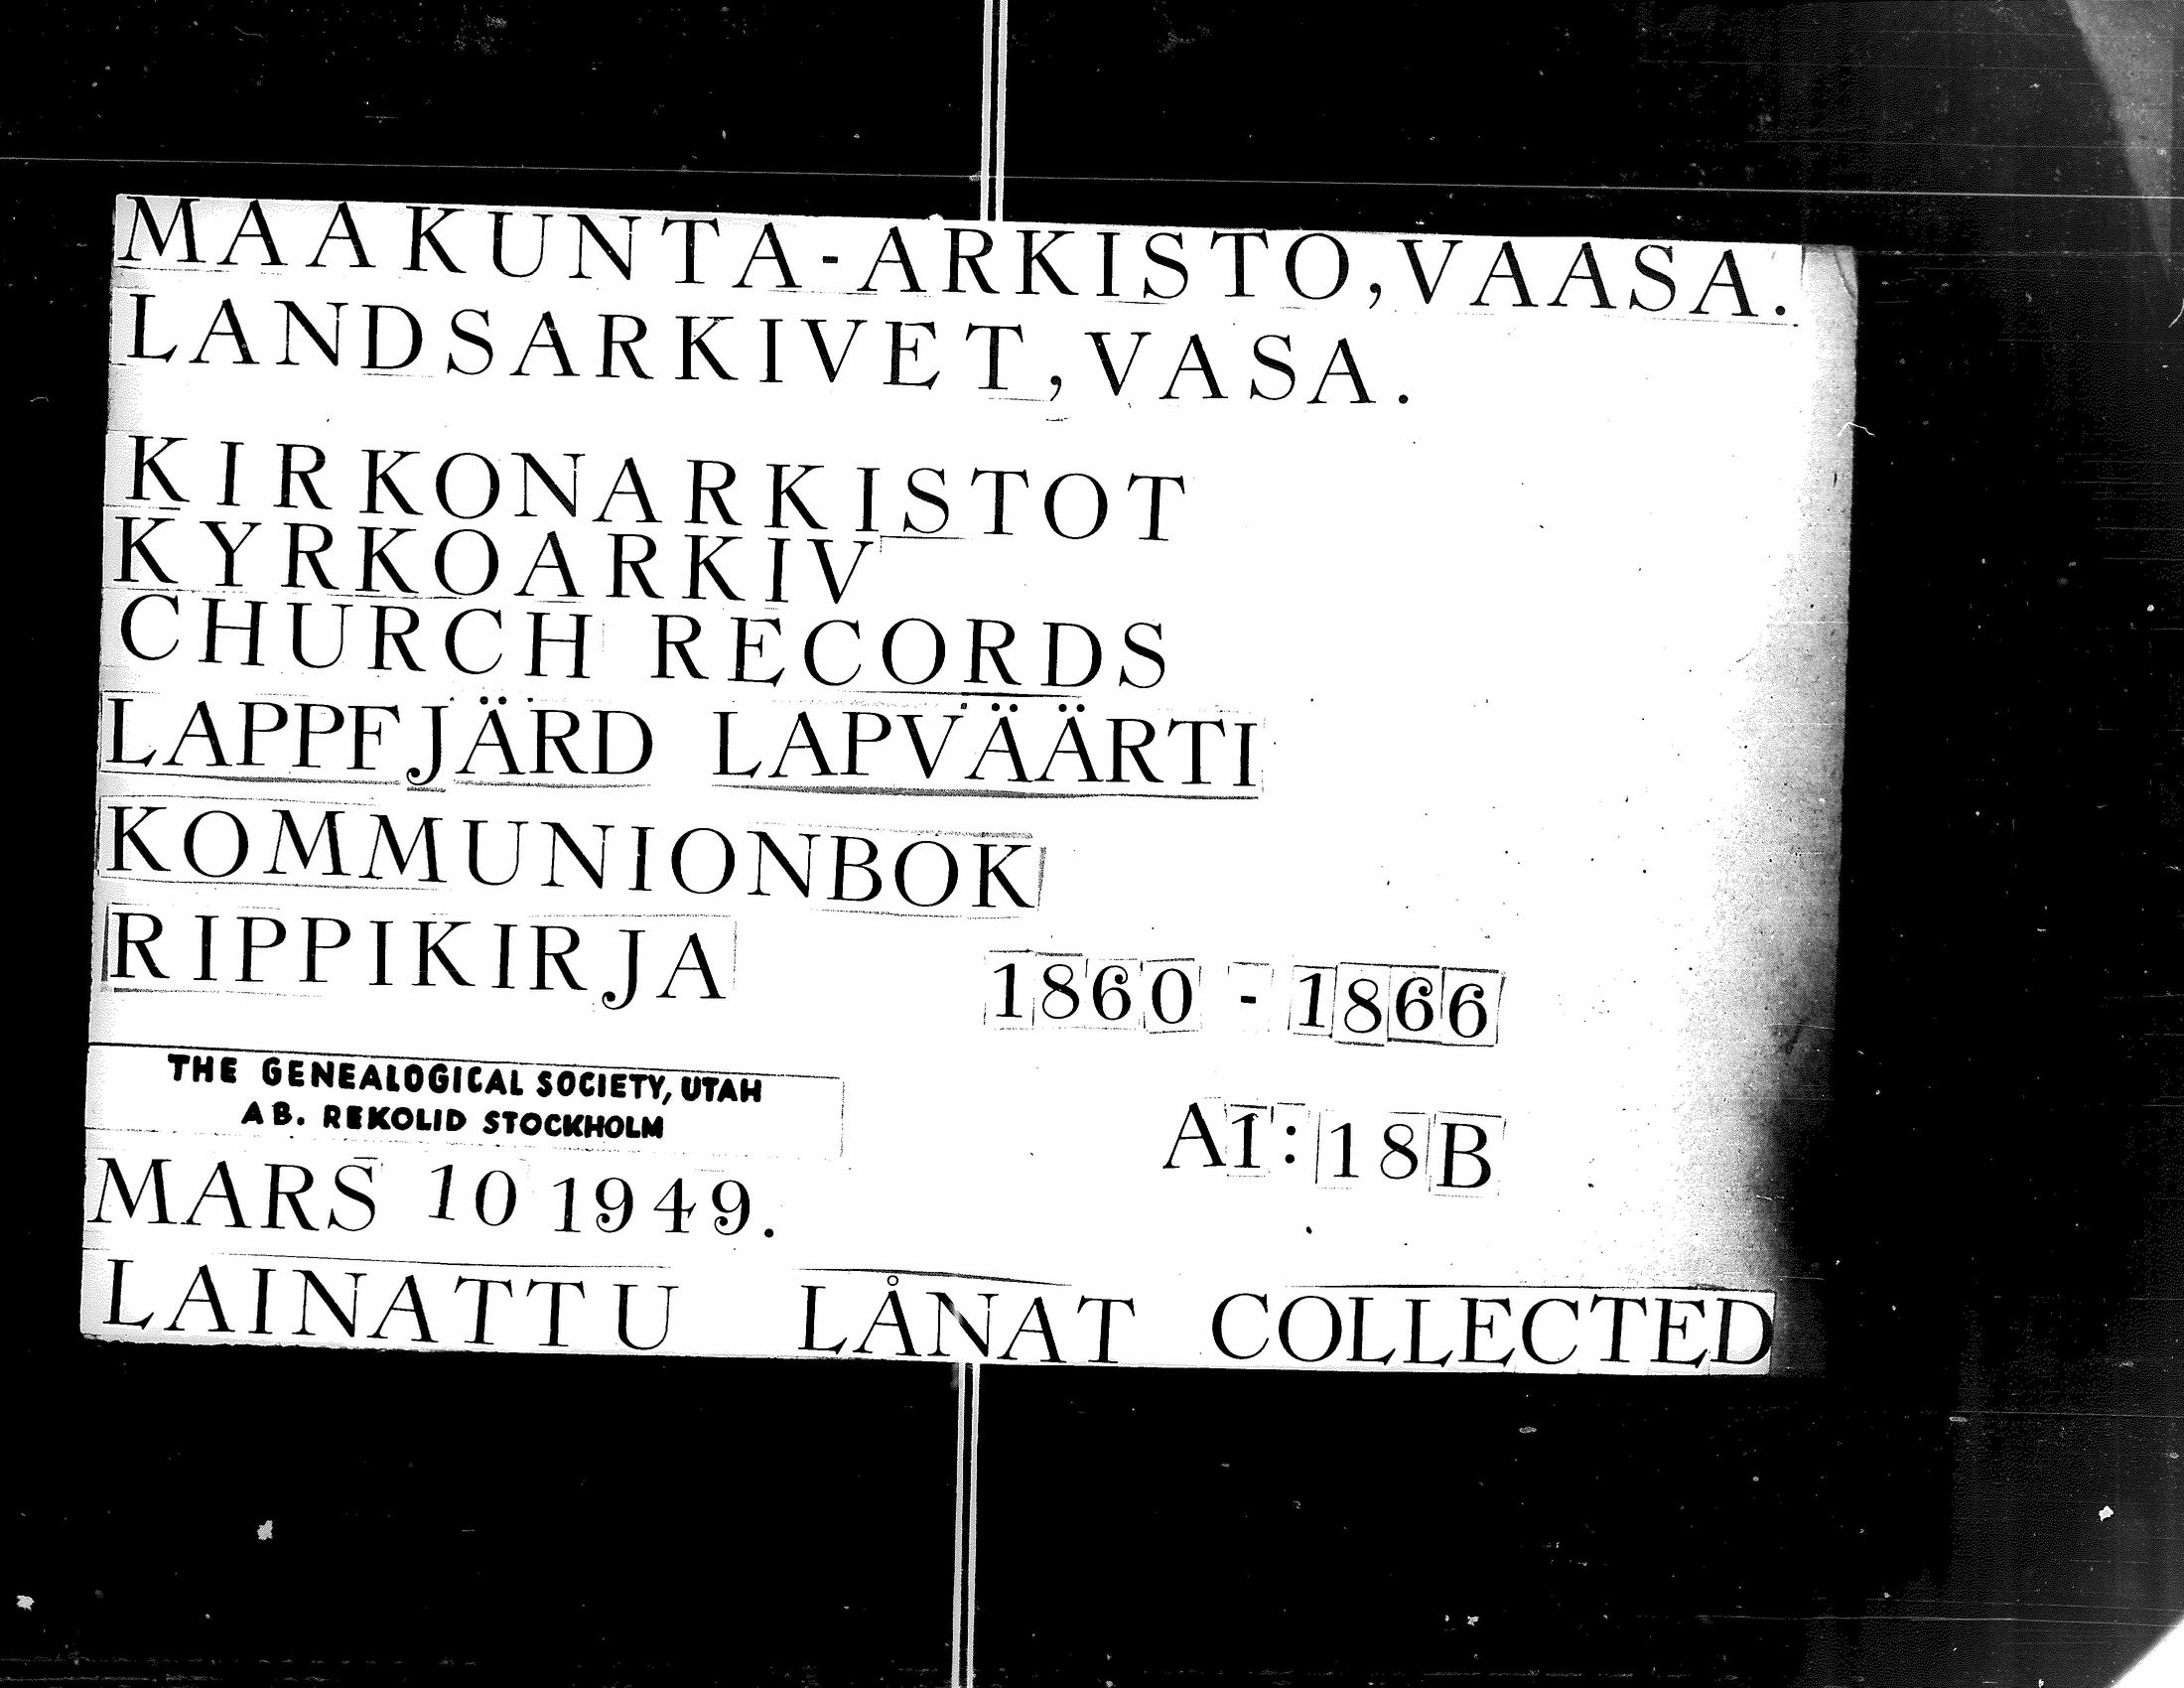 MAAKUNTA-ARKISTO, VAASA.
LANDSARKIVET, VASA.
KIRKONARKISTOT
KYRKOARKIV
CHURCH RECORDS
LAPPFJÄRD LAPVÄÄRTI
KOMMUNIONBOK
RIPPIKIRJA 1860 - 1866
THE GENEALOGICAL SOCIETY, UTAH
AB. REKOLID STOCKHOLM
A1:18B
MARS 10 1949.
LAINATTU LÅNAT COLLECTED